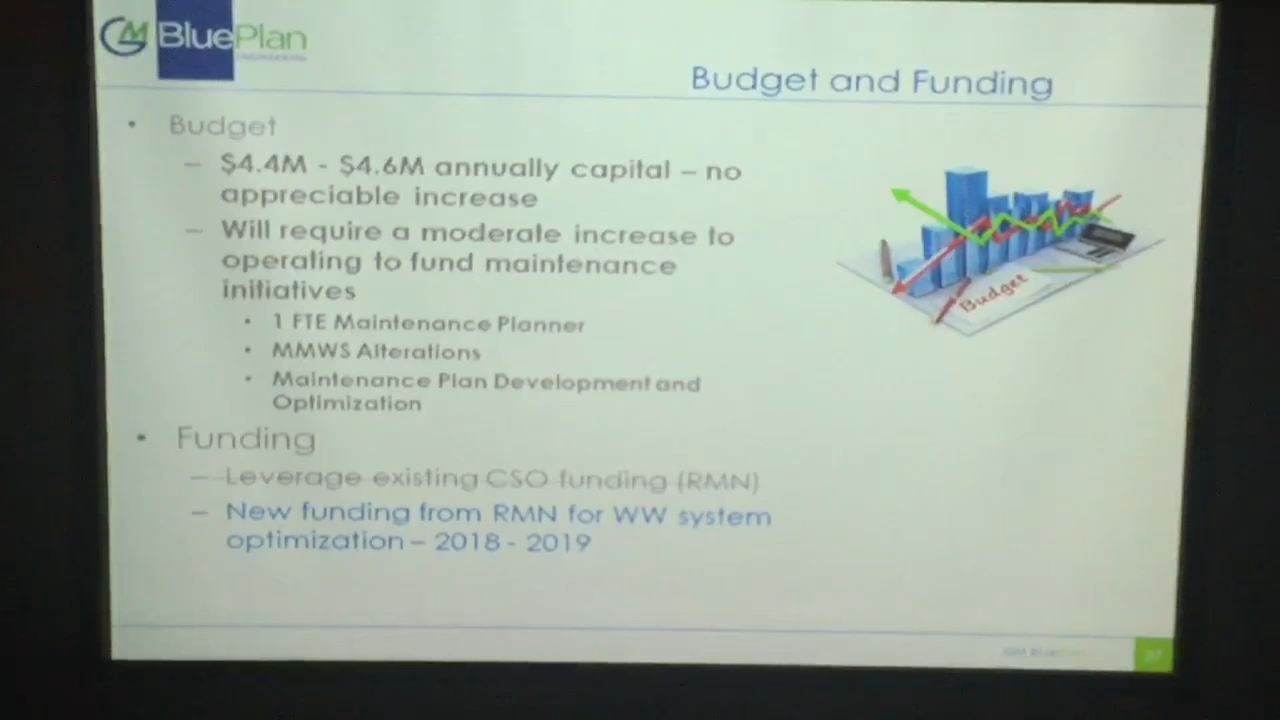 GM BluePlan
ENGINEERING
Budget and Funding
• Budget
– $4.4M - $4.6M annually capital – no
appreciable increase
– Will require a moderate increase to
operating to fund maintenance
initiatives
• 1 FTE Maintenance Planner
• MMWS Alterations
• Maintenance Plan Development and
Optimization
Budget
• Funding
– Leverage existing CSO funding (RMN)
– New funding from RMN for WW system
optimization – 2018 - 2019